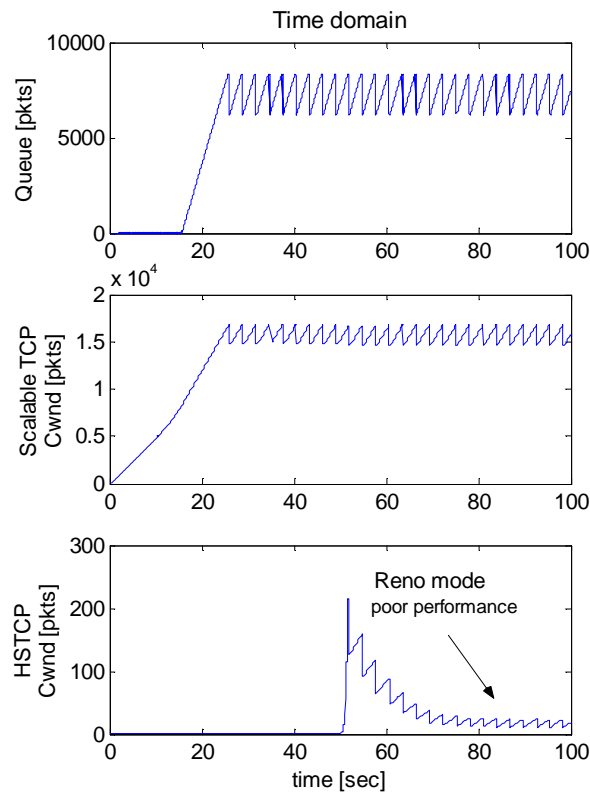 Time domain
10000
5000
0
Queue [pkts]
0 20 40 60 80 100
x 10^4
2
1.5
1
0.5
0
Scalable TCP
Cwnd [pkts]
0 20 40 60 80 100
300
200
100
0
HSTCP
Cwnd [pkts]
Reno mode
poor performance
0 20 40 60 80 100
time [sec]